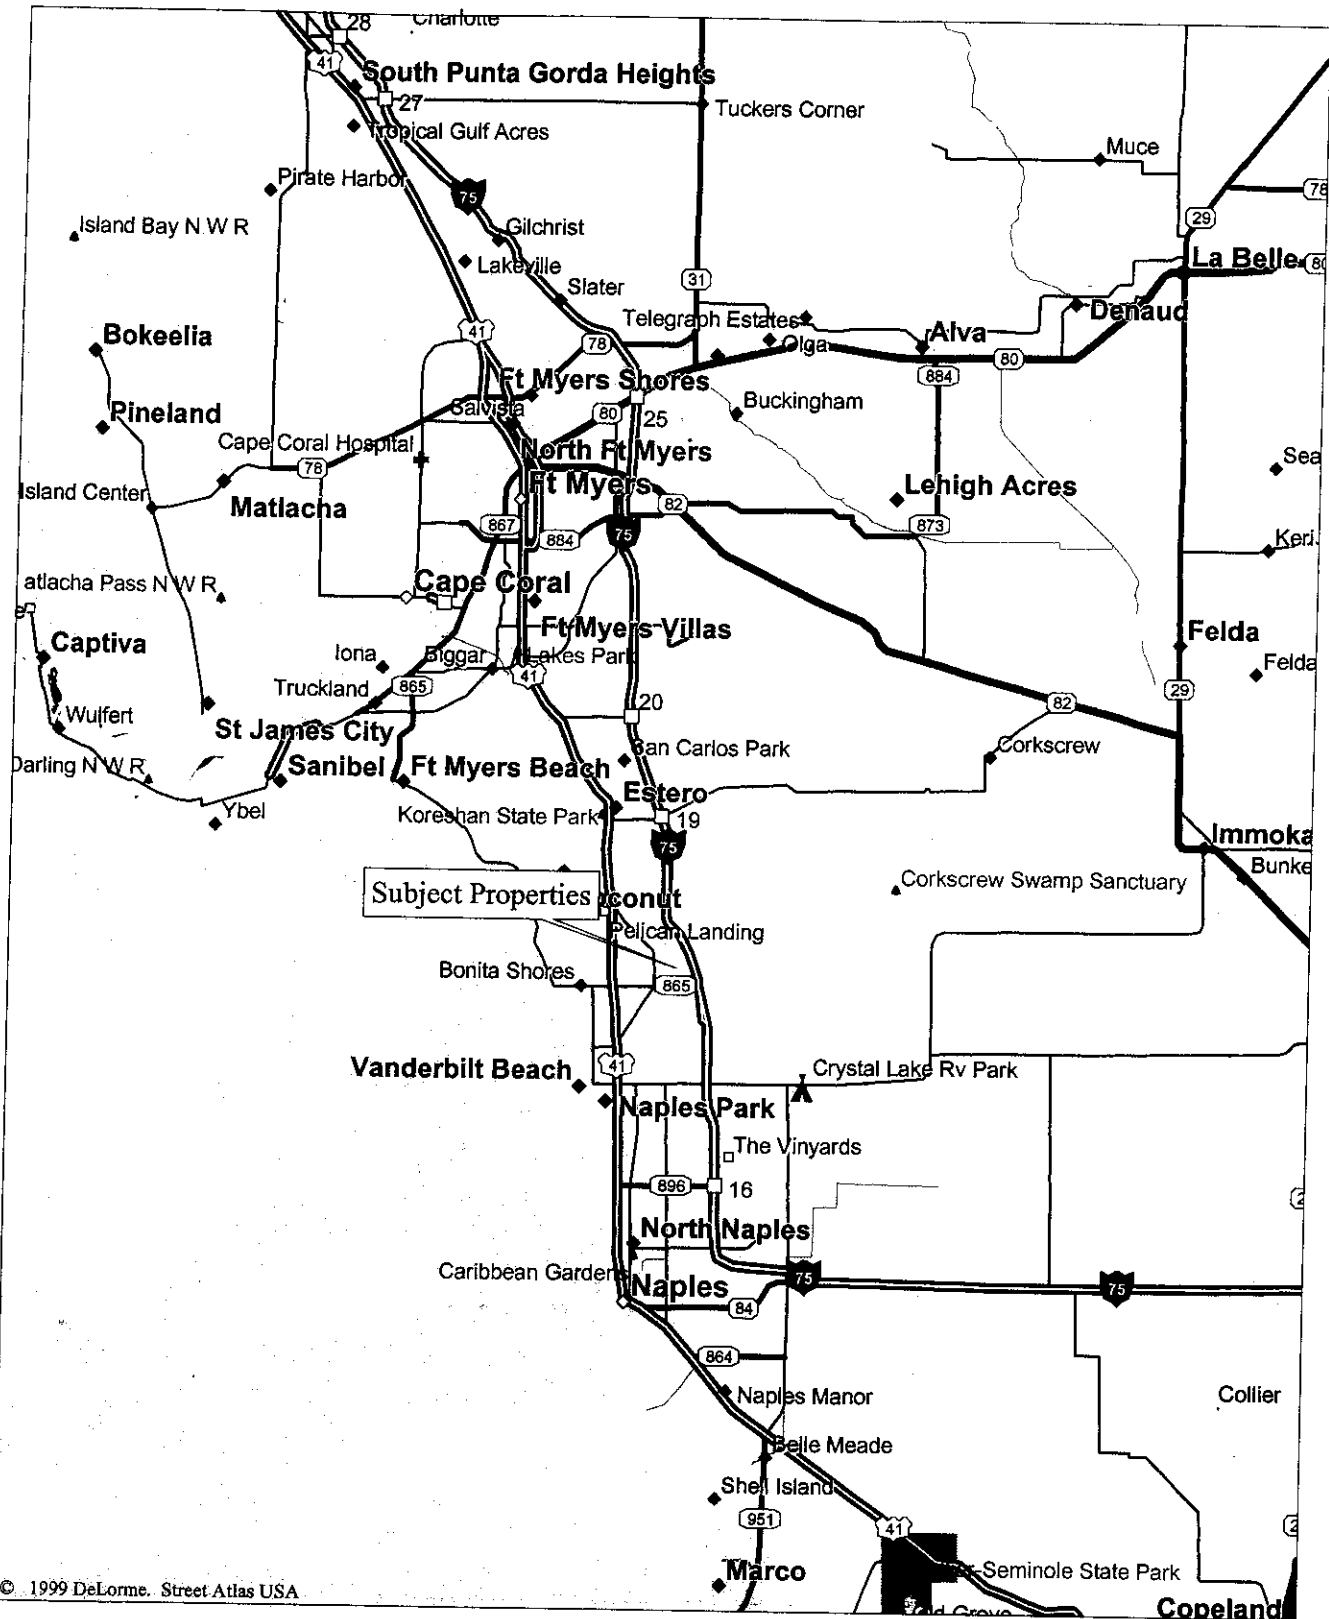 Charlotte
28
41
South Punta Gorda Heights
27
Tuckers Corner
Tropical Gulf Acres
Muce
Pirate Harbor
75
78
29
Island Bay N W R
Gilchrist
La Belle
80
Lakeville
31
Slater
Denaud
Telegraph Estates
41
Bokeelia
78
Olga
Alva
80
884
Ft Myers Shores
Buckingham
Pineland
Salvista
80
25
Cape Coral Hospital
North Ft Myers
Sea
78
Ft Myers
Lehigh Acres
Island Center
Matlacha
82
867
884
75
873
Keri
atlacha Pass N W R
Cape Coral
e
Captiva
Ft Myers Villas
Felda
Iona
Biggar
Lakes Park
41
Felda
Truckland
865
29
82
20
Wulfert
St James City
San Carlos Park
Corkscrew
Darling N W R
Sanibel
Ft Myers Beach
Estero
Ybel
Koreshan State Park
19
75
Immoka
Bunke
Subject Properties
conut
Corkscrew Swamp Sanctuary
Pelican Landing
Bonita Shores
865
Vanderbilt Beach
41
Crystal Lake Rv Park
Naples Park
The Vinyards
896
16
2
North Naples
Caribbean Gardens
75
75
Naples
84
864
Naples Manor
Collier
Belle Meade
Shell Island
951
41
2
Marco
r-Seminole State Park
© 1999 DeLorme. Street Atlas USA
Copeland